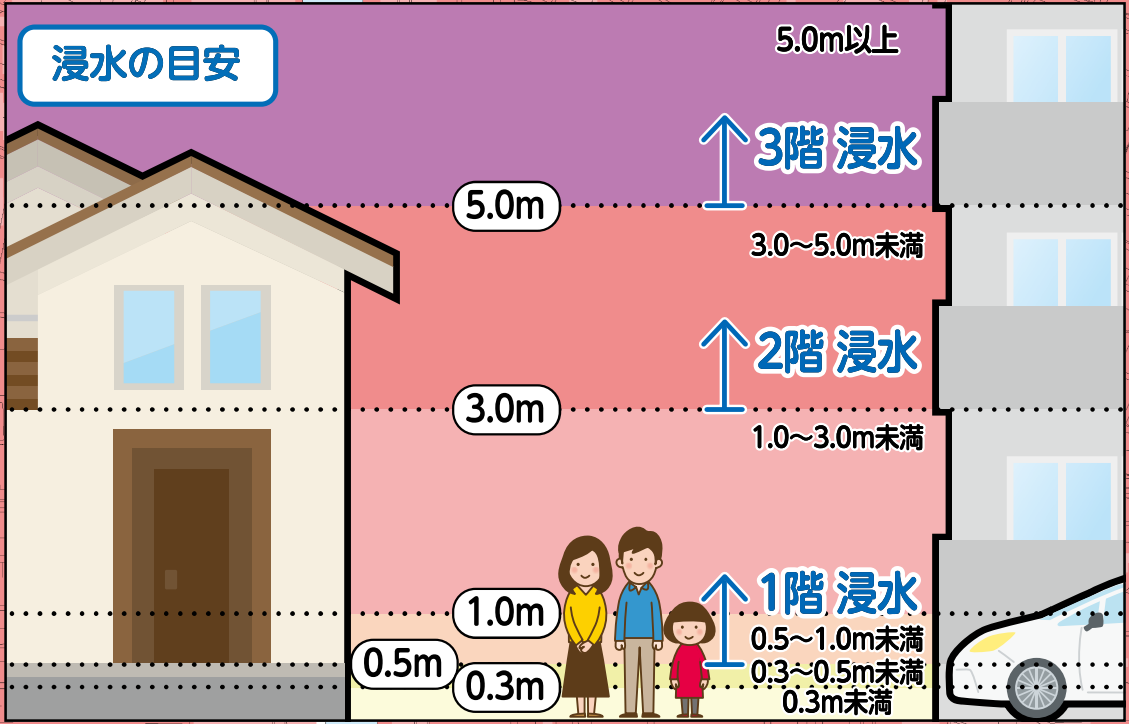 浸水の目安
5.0m以上
3階 浸水
5.0m
3.0～5.0m未満
2階 浸水
3.0m
1.0～3.0m未満
1階 浸水
1.0m
0.5～1.0m未満
0.5m
0.3～0.5m未満
0.3m
0.3m未満